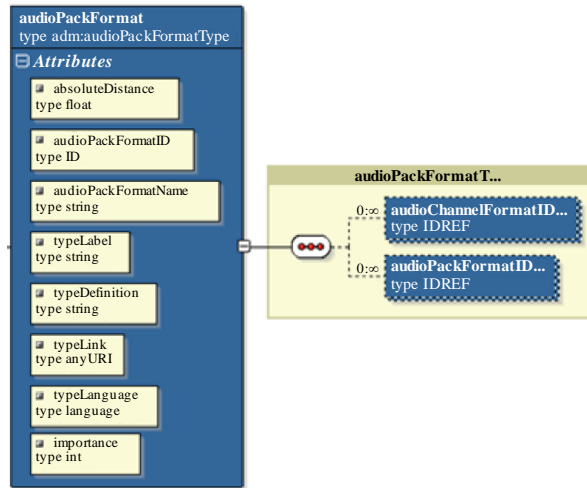 audioPackFormat
type adm:audioPackFormatType
Attributes
absoluteDistance
type float
audioPackFormatID
type ID
audioPackFormatName
type string
typeLabel
type string
typeDefinition
type string
typeLink
type anyURI
typeLanguage
type language
importance
type int
audioPackFormatT...
0:∞
audioChannelFormatID...
type IDREF
0:∞
audioPackFormatID...
type IDREF